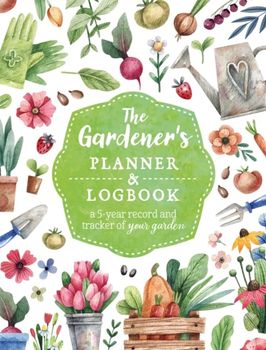 The
Gardener's
PLANNER
&
LOGBOOK
a 5-year record and
tracker of your garden